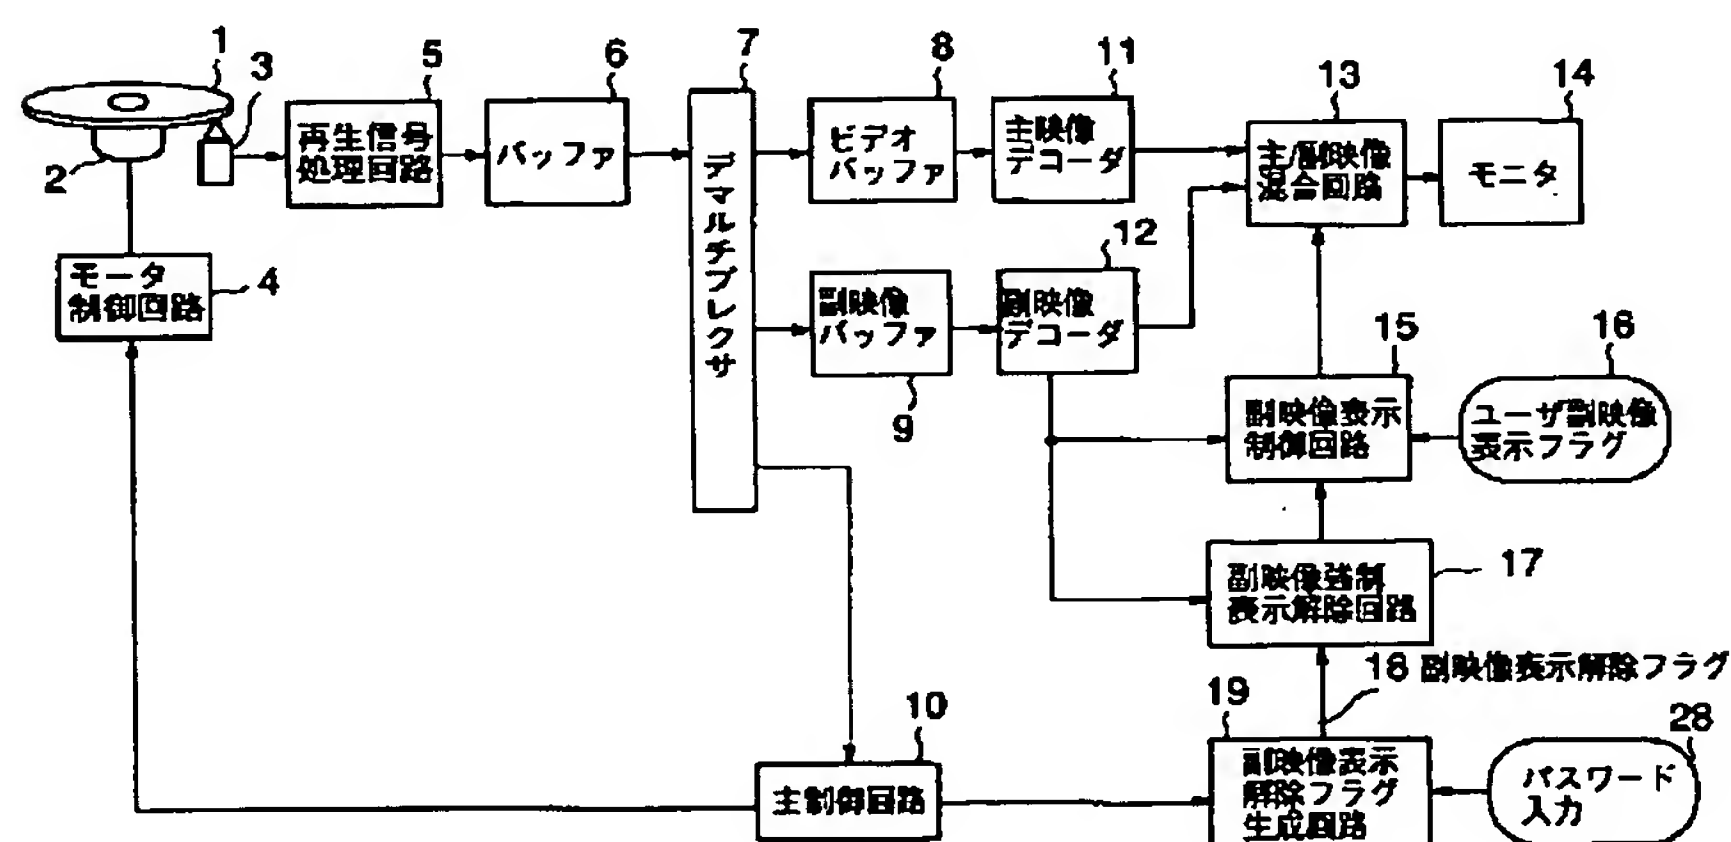 1
3
2
5
再生信号
処理回路
6
バッファ
7
デマルチプレクサ
8
ビデオ
バッファ
11
主映像
デコーダ
13
主/副映像
混合回路
14
モニタ
モータ
制御回路
4
副映像
バッファ
9
12
副映像
デコーダ
15
副映像表示
制御回路
16
ユーザ副映像
表示フラグ
副映像強制
表示解除回路
17
18 副映像表示解除フラグ
10
主制御回路
19
副映像表示
解除フラグ
生成回路
28
パスワード
入力